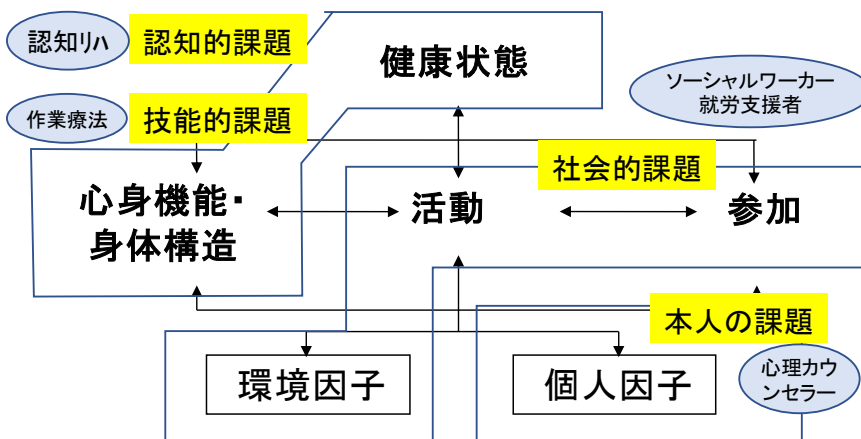 認知リハ
認知的課題
健康状態
ソーシャルワーカー
就労支援者
作業療法
技能的課題
社会的課題
心身機能・
身体構造
活動
参加
本人の課題
環境因子
個人因子
心理カウ
ンセラー